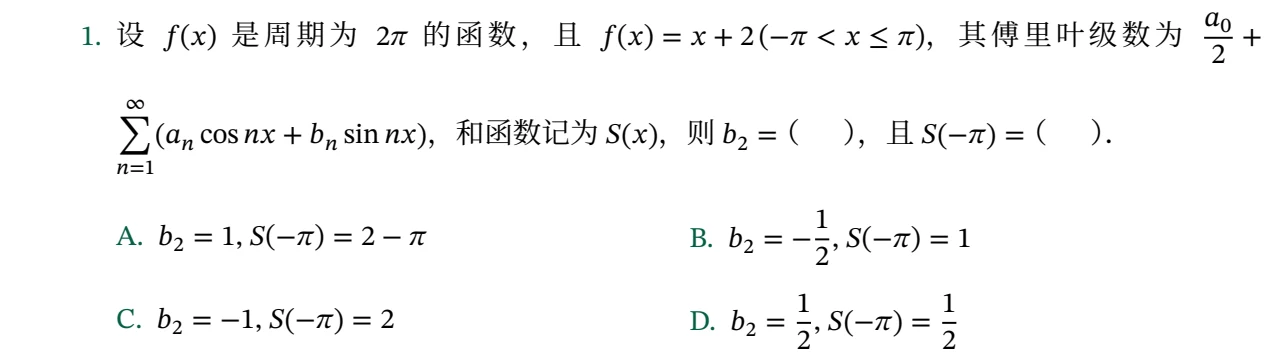 1. 设 f(x) 是周期为 2π 的函数，且 f(x) = x + 2 (−π < x ≤ π)，其傅里叶级数为 a₀/2 +
∑_{n=1}^{∞} (aₙ cos nx + bₙ sin nx)，和函数记为 S(x)，则 b₂ = (  )，且 S(−π) = (  ).
A. b₂ = 1, S(−π) = 2 − π B. b₂ = −1/2, S(−π) = 1
C. b₂ = −1, S(−π) = 2 D. b₂ = 1/2, S(−π) = 1/2